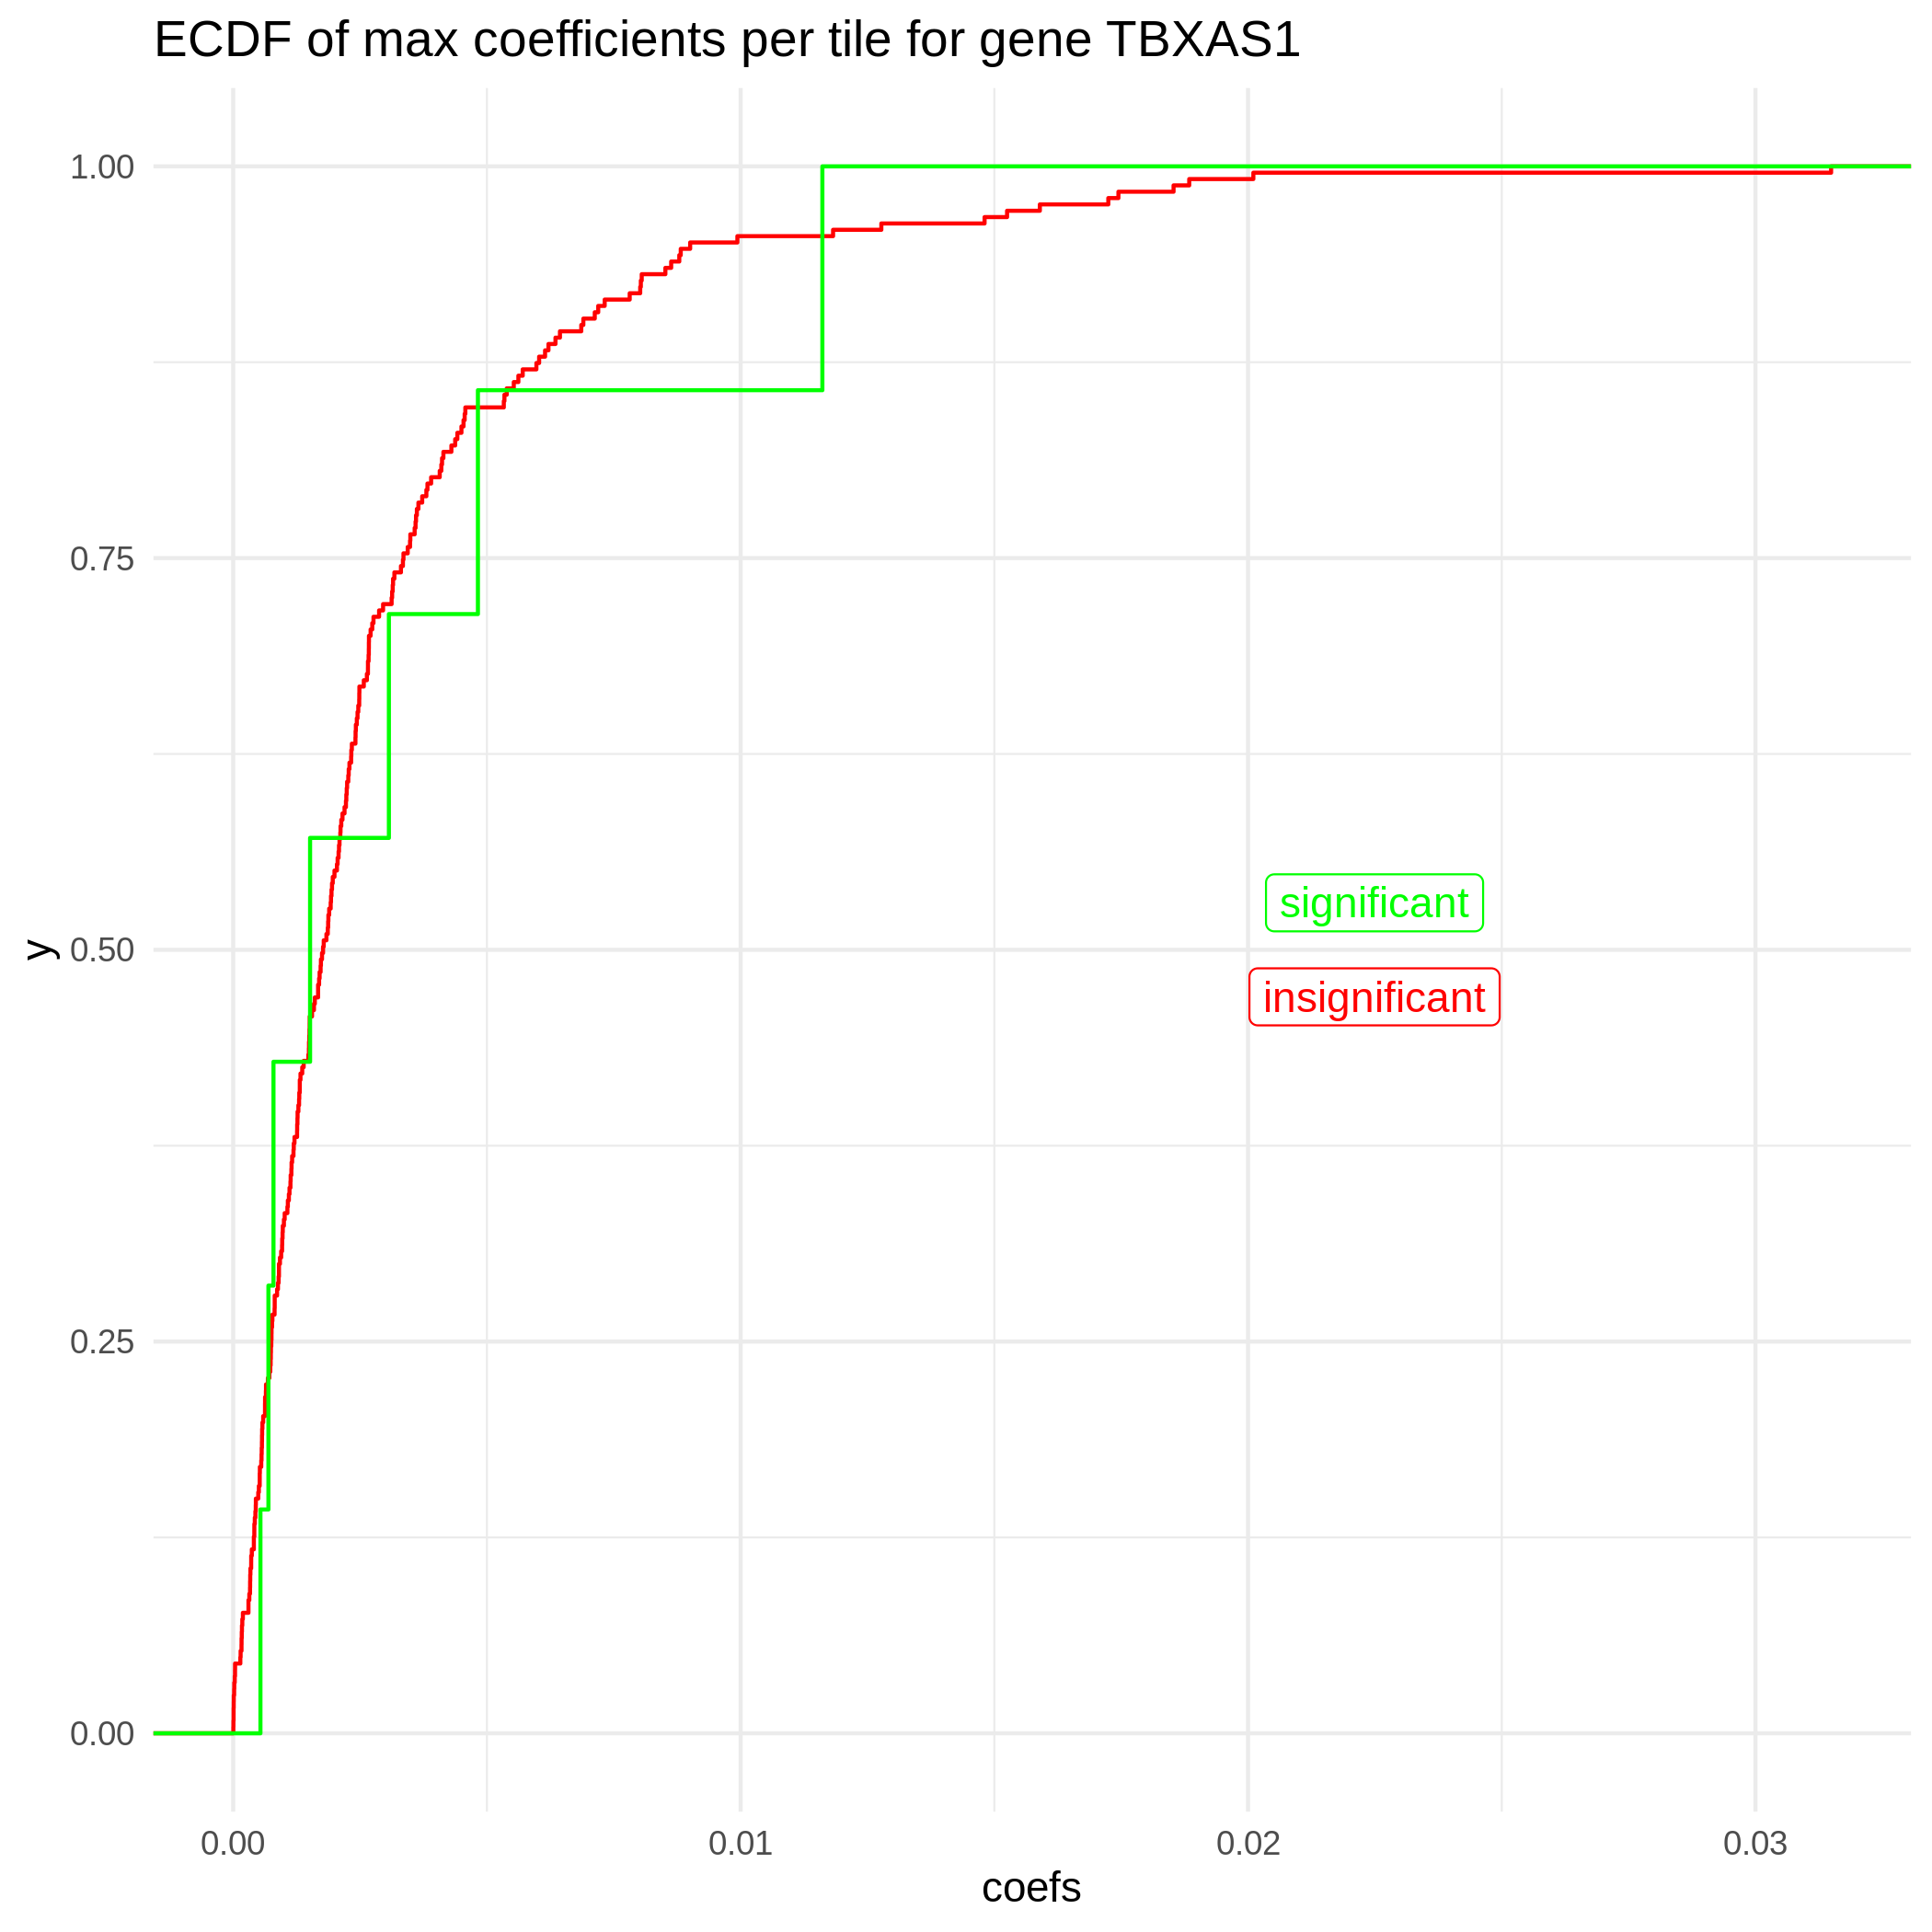 ECDF of max coefficients per tile for gene TBXAS1
1.00
0.75
0.50
0.25
0.00
y
significant
insignificant
0.00 0.01 0.02 0.03
coefs